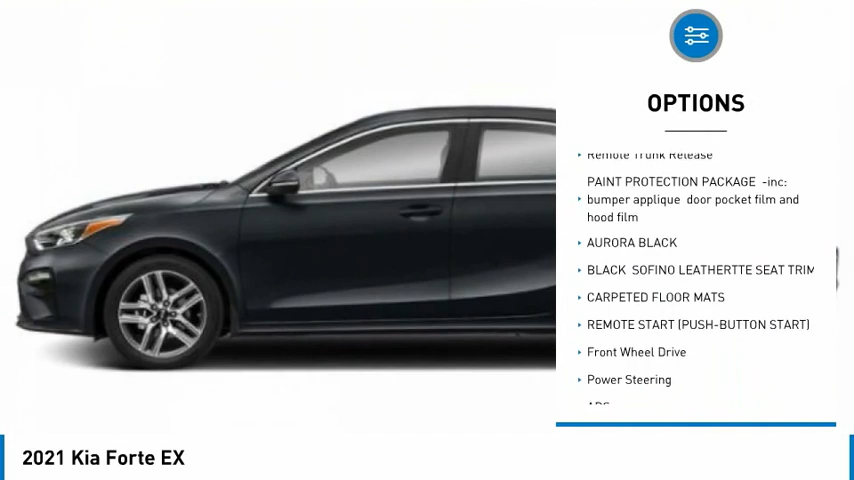 OPTIONS
Remote Trunk Release
PAINT PROTECTION PACKAGE -inc:
bumper applique door pocket film and
hood film
AURORA BLACK
BLACK SOFINO LEATHERTTE SEAT TRIM
CARPETED FLOOR MATS
REMOTE START (PUSH-BUTTON START)
Front Wheel Drive
Power Steering
ABS
2021 Kia Forte EX